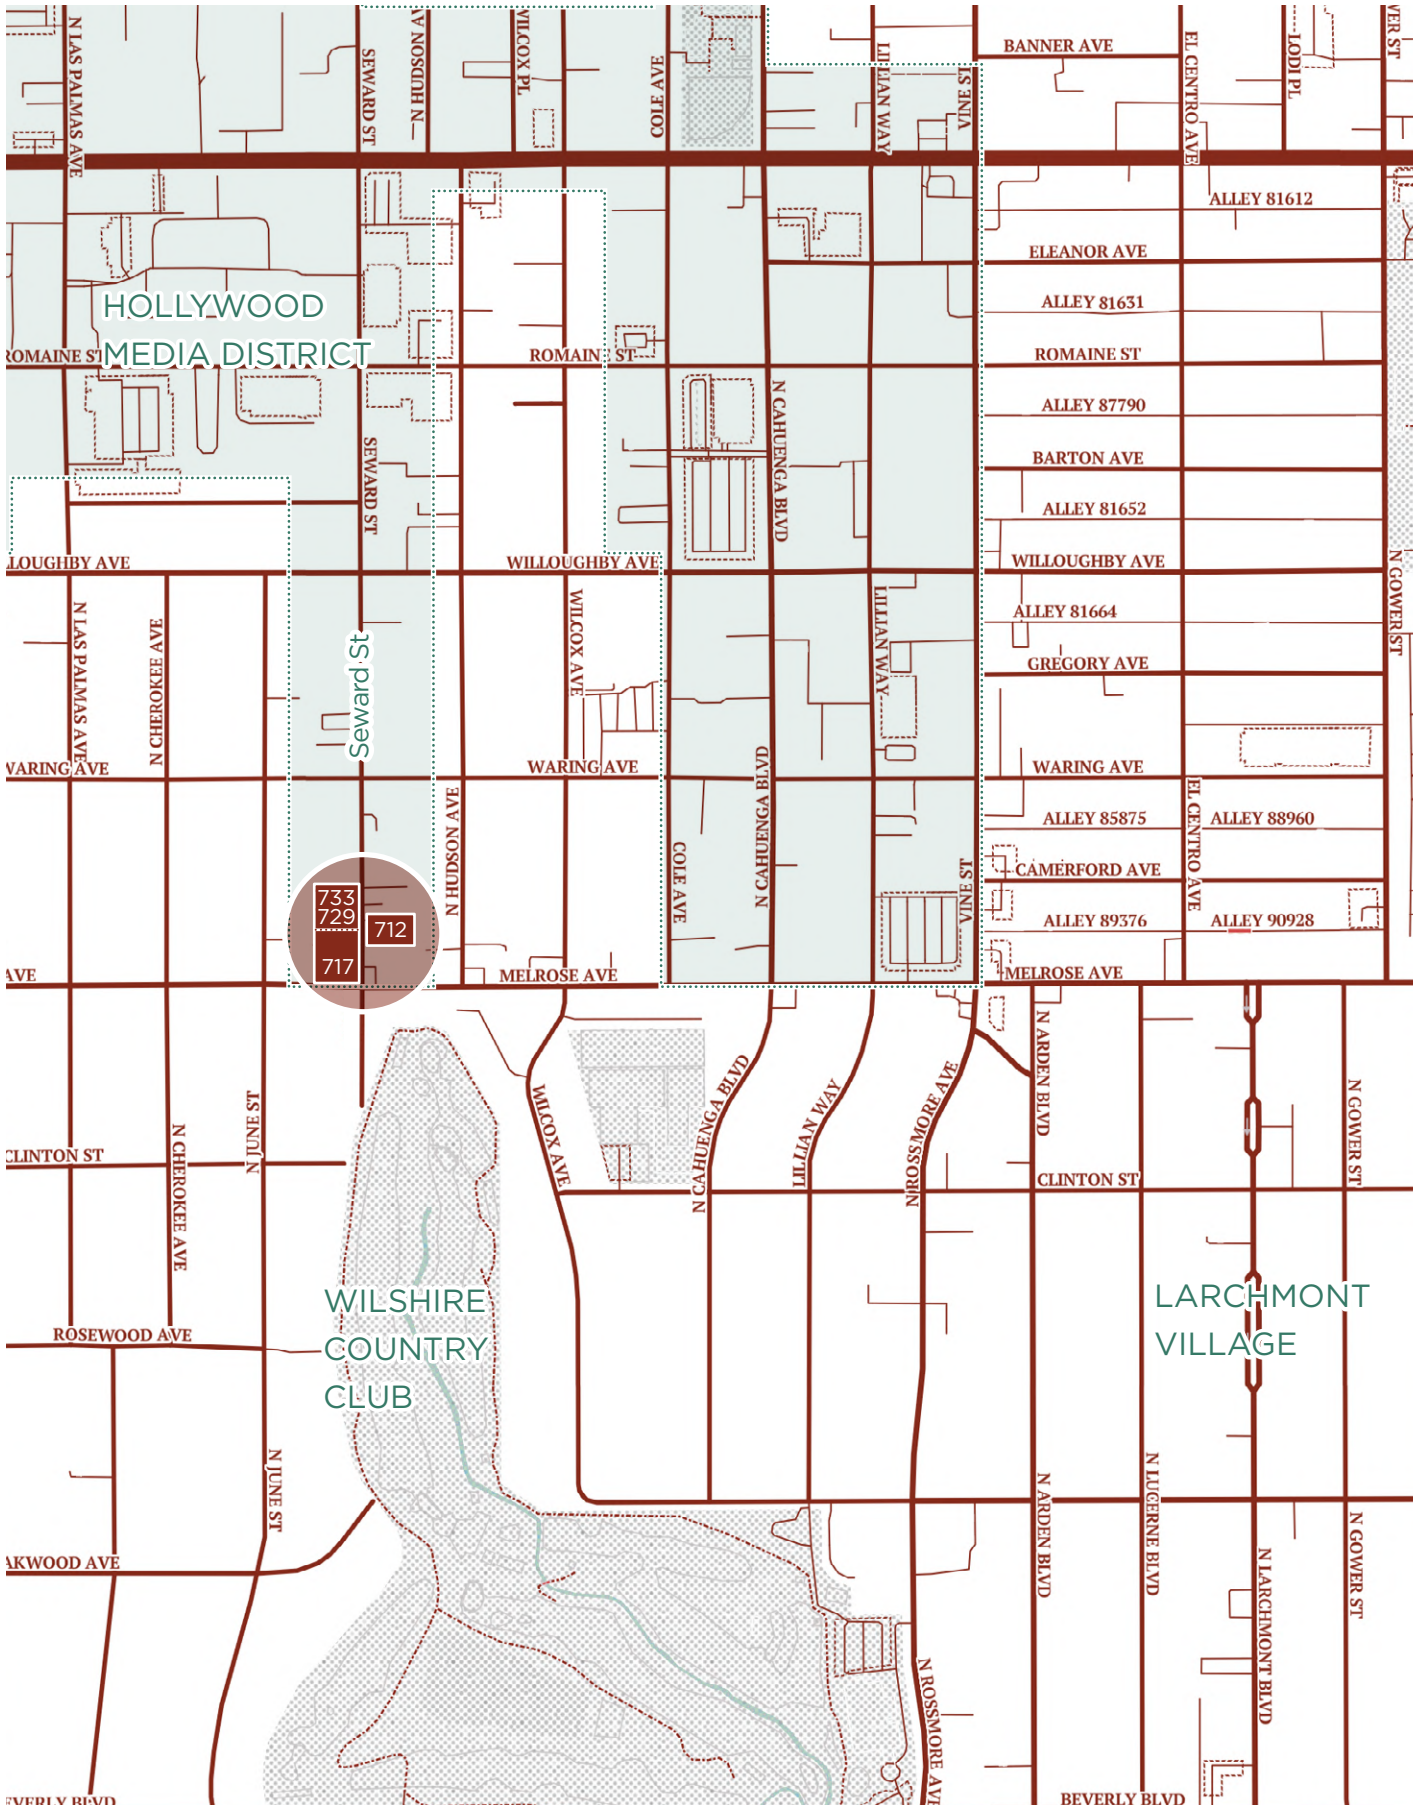 N LAS PALMAS AVE
SEWARD ST
WILCOX PL
COLE AVE
LILLIAN WAY
VINE ST
BANNER AVE
EL CENTRO AVE
LODI PL
ALLEY 81612
ELEANOR AVE
ALLEY 81631
HOLLYWOOD
MEDIA DISTRICT
ROMAINE ST
ROMAINE ST
ROMAINE ST
N CAHUENGA BLVD
ALLEY 87790
SEWARD ST
BARTON AVE
ALLEY 81652
LOUGHBY AVE
WILLOUGHBY AVE
WILLOUGHBY AVE
N GOWER ST
N LAS PALMAS AVE
N CHEROKEE AVE
Seward St
WILCOX AVE
LILLIAN WAY
ALLEY 81664
GREGORY AVE
WARING AVE
WARING AVE
WARING AVE
N HUDSON AVE
N CAHUENGA BLVD
EL CENTRO AVE
ALLEY 85875
ALLEY 88960
COLE AVE
VINE ST
CAMERFORD AVE
733
729
712
717
ALLEY 89376
ALLEY 90928
AVE
MELROSE AVE
MELROSE AVE
N ARDEN BLVD
WILCOX AVE
N CAHUENGA BLVD
LILLIAN WAY
N ROSSMORE AVE
N GOWER ST
N JUNE ST
N CHEROKEE AVE
CLINTON ST
CLINTON ST
WILSHIRE
COUNTRY
CLUB
LARCHMONT
VILLAGE
ROSEWOOD AVE
N JUNE ST
N ARDEN BLVD
N LUCERNE BLVD
N LARCHMONT BLVD
N GOWER ST
AKWOOD AVE
N ROSSMORE AVE
EVERLY BLVD
BEVERLY BLVD